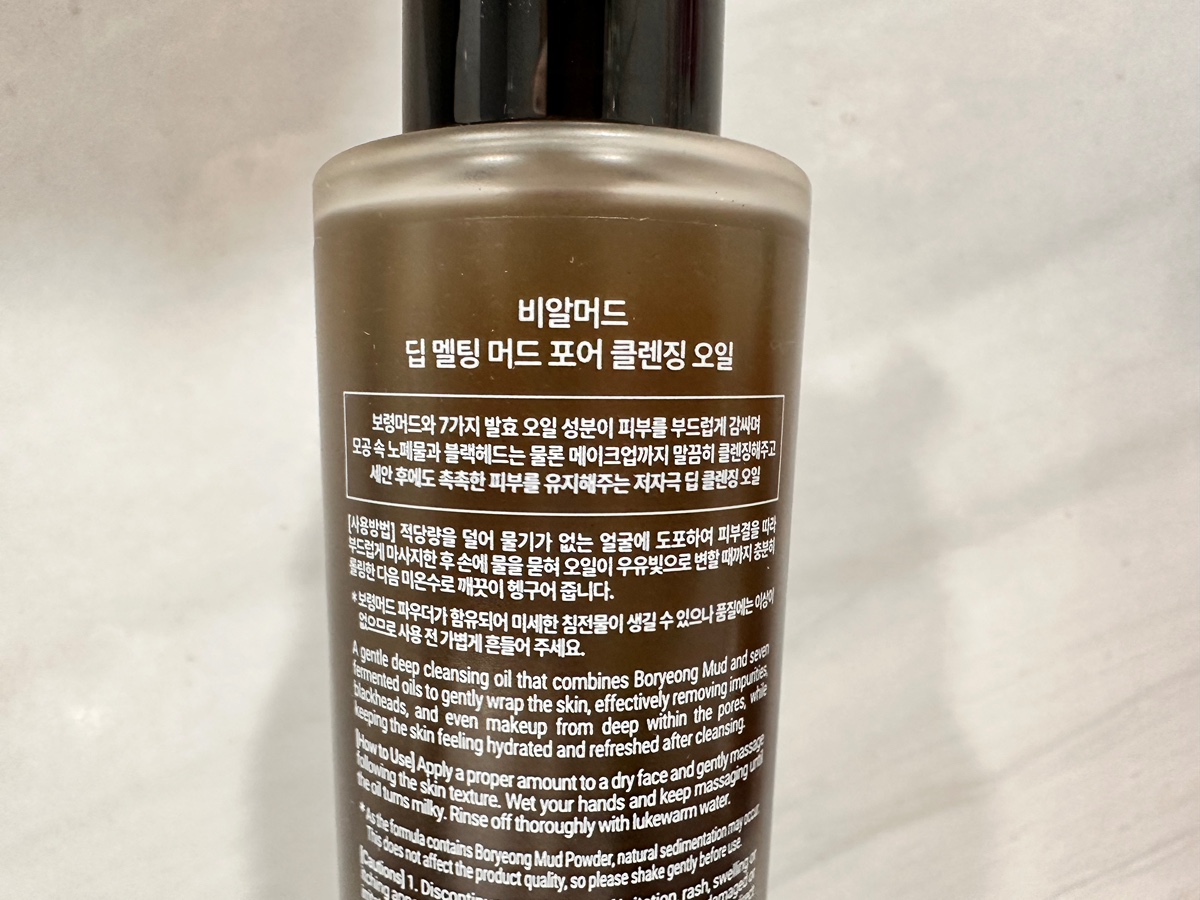 비알머드
딥 멜팅 머드 포어 클렌징 오일
보령머드와 7가지 발효 오일 성분이 피부를 부드럽게 감싸며
모공 속 노폐물과 블랙헤드는 물론 메이크업까지 말끔히 클렌징해주고
세안 후에도 촉촉한 피부를 유지해주는 저자극 딥 클렌징 오일
[사용방법] 적당량을 덜어 물기가 없는 얼굴에 도포하여 피부결을 따라
부드럽게 마사지한 후 손에 물을 묻혀 오일이 우유빛으로 변할 때까지 충분히
롤링한 다음 미온수로 깨끗이 헹구어 줍니다.
* 보령머드 파우더가 함유되어 미세한 침전물이 생길 수 있으나 품질에는 이상이
없으므로 사용 전 가볍게 흔들어 주세요.
A gentle deep cleansing oil that combines Boryeong Mud and seven
fermented oils to gently wrap the skin, effectively removing impurities,
blackheads, and even makeup from deep within the pores, while
keeping the skin feeling hydrated and refreshed after cleansing.
[How to Use] Apply a proper amount to a dry face and gently massage
following the skin texture. Wet your hands and keep massaging until
the oil turns milky. Rinse off thoroughly with lukewarm water.
* As the formula contains Boryeong Mud Powder, natural sedimentation may occur.
This does not affect the product quality, so please shake gently before use.
[Cautions] 1. rash, swelling or
itching damaged or